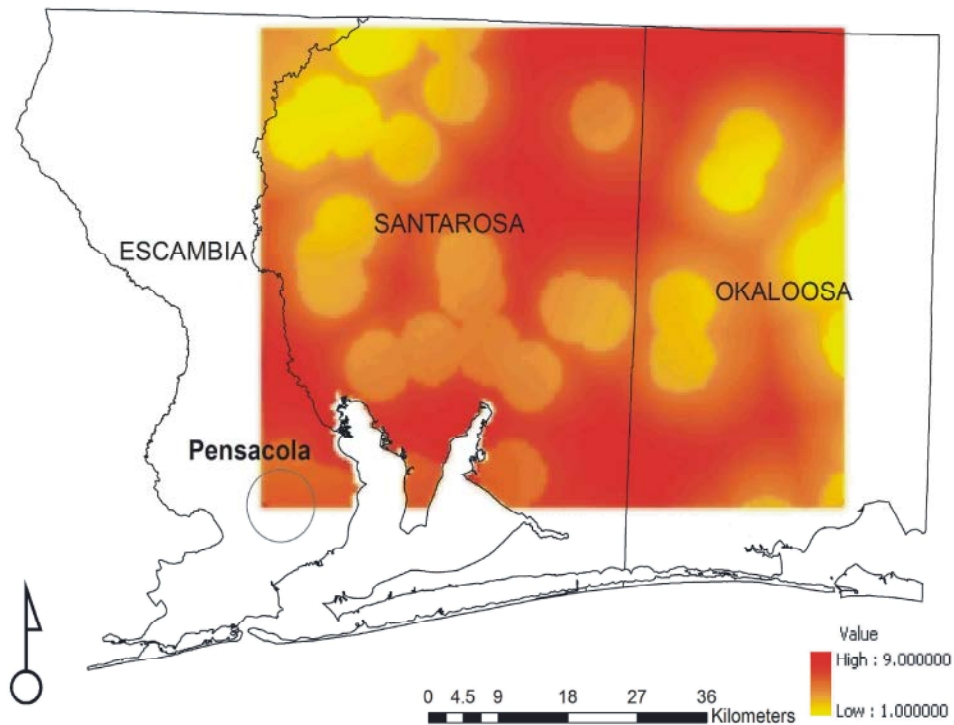 SANTAROSA
ESCAMBIA
OKALOOSA
Pensacola
Value
High : 9.000000
Low : 1.000000
0 4.5 9 18 27 36
Kilometers